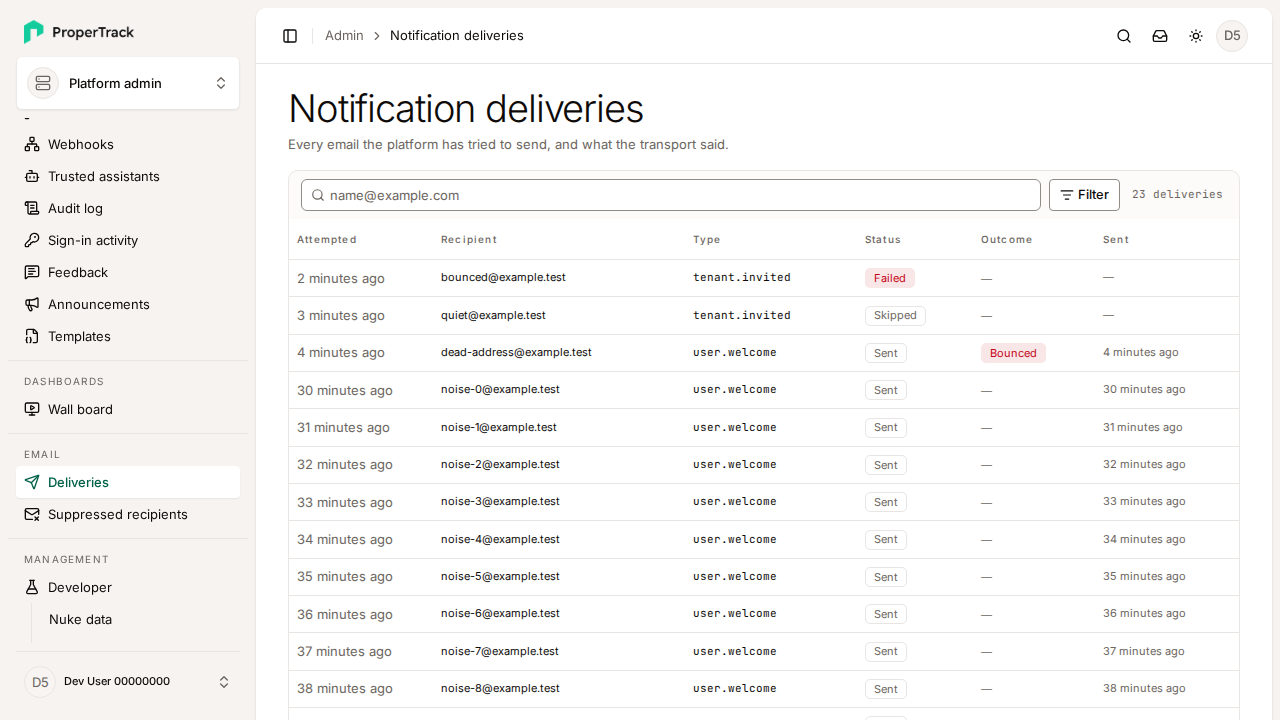 ProperTrack
Platform admin
Webhooks
Trusted assistants
Audit log
Sign-in activity
Feedback
Announcements
Templates
DASHBOARDS
Wall board
EMAIL
Deliveries
Suppressed recipients
MANAGEMENT
Developer
Nuke data
D5 Dev User 00000000
Admin > Notification deliveries
D5
Notification deliveries
Every email the platform has tried to send, and what the transport said.
name@example.com Filter 23 deliveries
Attempted Recipient Type Status Outcome Sent
2 minutes ago bounced@example.test tenant.invited Failed — —
3 minutes ago quiet@example.test tenant.invited Skipped — —
4 minutes ago dead-address@example.test user.welcome Sent Bounced 4 minutes ago
30 minutes ago noise-0@example.test user.welcome Sent — 30 minutes ago
31 minutes ago noise-1@example.test user.welcome Sent — 31 minutes ago
32 minutes ago noise-2@example.test user.welcome Sent — 32 minutes ago
33 minutes ago noise-3@example.test user.welcome Sent — 33 minutes ago
34 minutes ago noise-4@example.test user.welcome Sent — 34 minutes ago
35 minutes ago noise-5@example.test user.welcome Sent — 35 minutes ago
36 minutes ago noise-6@example.test user.welcome Sent — 36 minutes ago
37 minutes ago noise-7@example.test user.welcome Sent — 37 minutes ago
38 minutes ago noise-8@example.test user.welcome Sent — 38 minutes ago